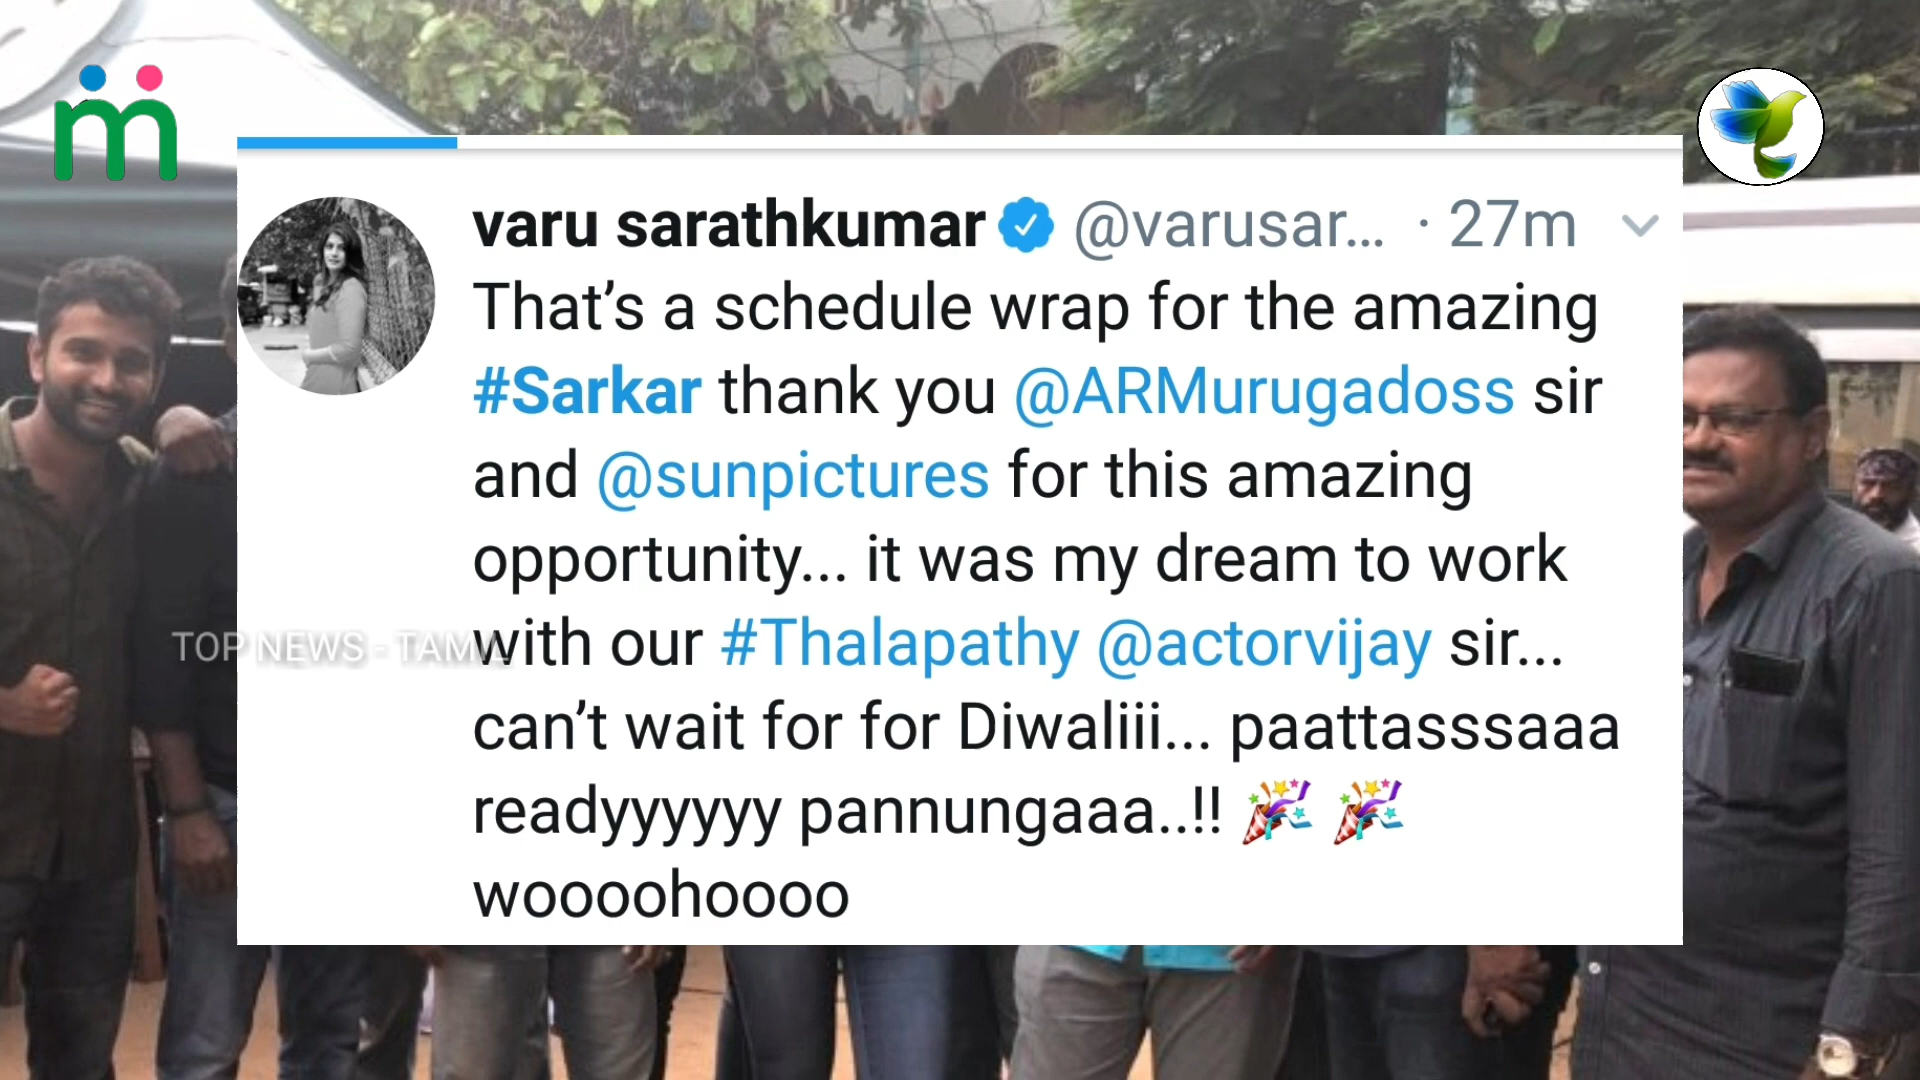 varu sarathkumar @varusar... · 27m
That’s a schedule wrap for the amazing
#Sarkar thank you @ARMurugadoss sir
and @sunpictures for this amazing
opportunity... it was my dream to work
with our #Thalapathy @actorvijay sir...
can’t wait for for Diwaliii... paattasssaaa
readyyyyyy pannungaaa..!! 🎉 🎉
woooohoooo
TOP NEWS - TAMIL